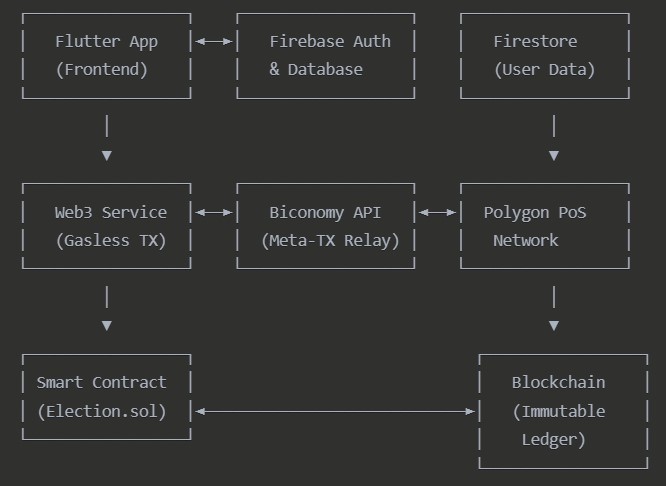 Flutter App
(Frontend)
Firebase Auth
& Database
Firestore
(User Data)
Web3 Service
(Gasless TX)
Biconomy API
(Meta-TX Relay)
Polygon PoS
Network
Smart Contract
(Election.sol)
Blockchain
(Immutable
Ledger)